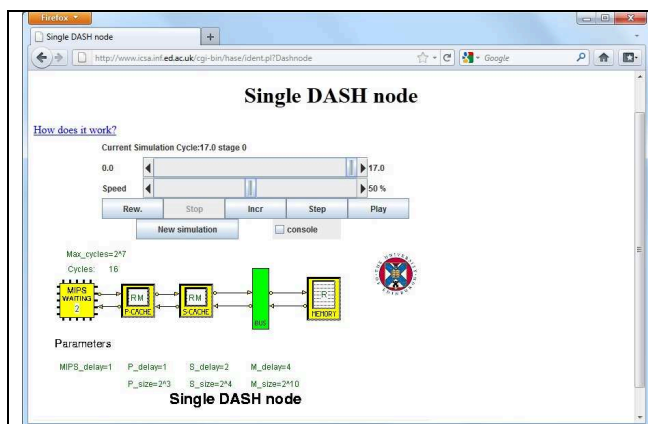 Firefox
Single DASH node
http://www.icsa.inf.ed.ac.uk/cgi-bin/hase/ident.pl?Dashnode
Google
Single DASH node
How does it work?
Current Simulation Cycle:17.0 stage 0
0.0 17.0
Speed 50 %
Rew. Stop Incr Step Play
New simulation console
Max_cycles=2^7
Cycles: 16
MIPS
WAITING
2
RM RM R
P-CACHE S-CACHE BUS MEMORY
Parameters
MIPS_delay=1 P_delay=1 S_delay=2 M_delay=4
P_size=2^3 S_size=2^4 M_size=2^10
Single DASH node